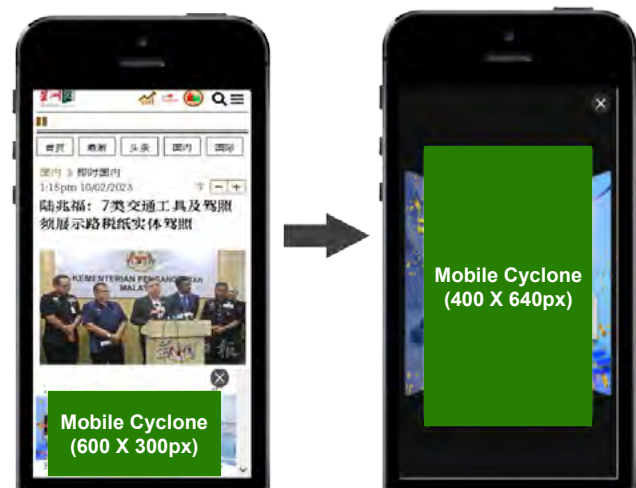 首页 最新 头条 国内 国际
国内 > 即时国内
1:15pm 10/02/2023
字 - +
陆兆福：7类交通工具及驾照
须展示路税纸实体驾照
KEMENTERIAN PENGANGKUTAN
MALAYSIA
Mobile Cyclone
(600 X 300px)
Mobile Cyclone
(400 X 640px)